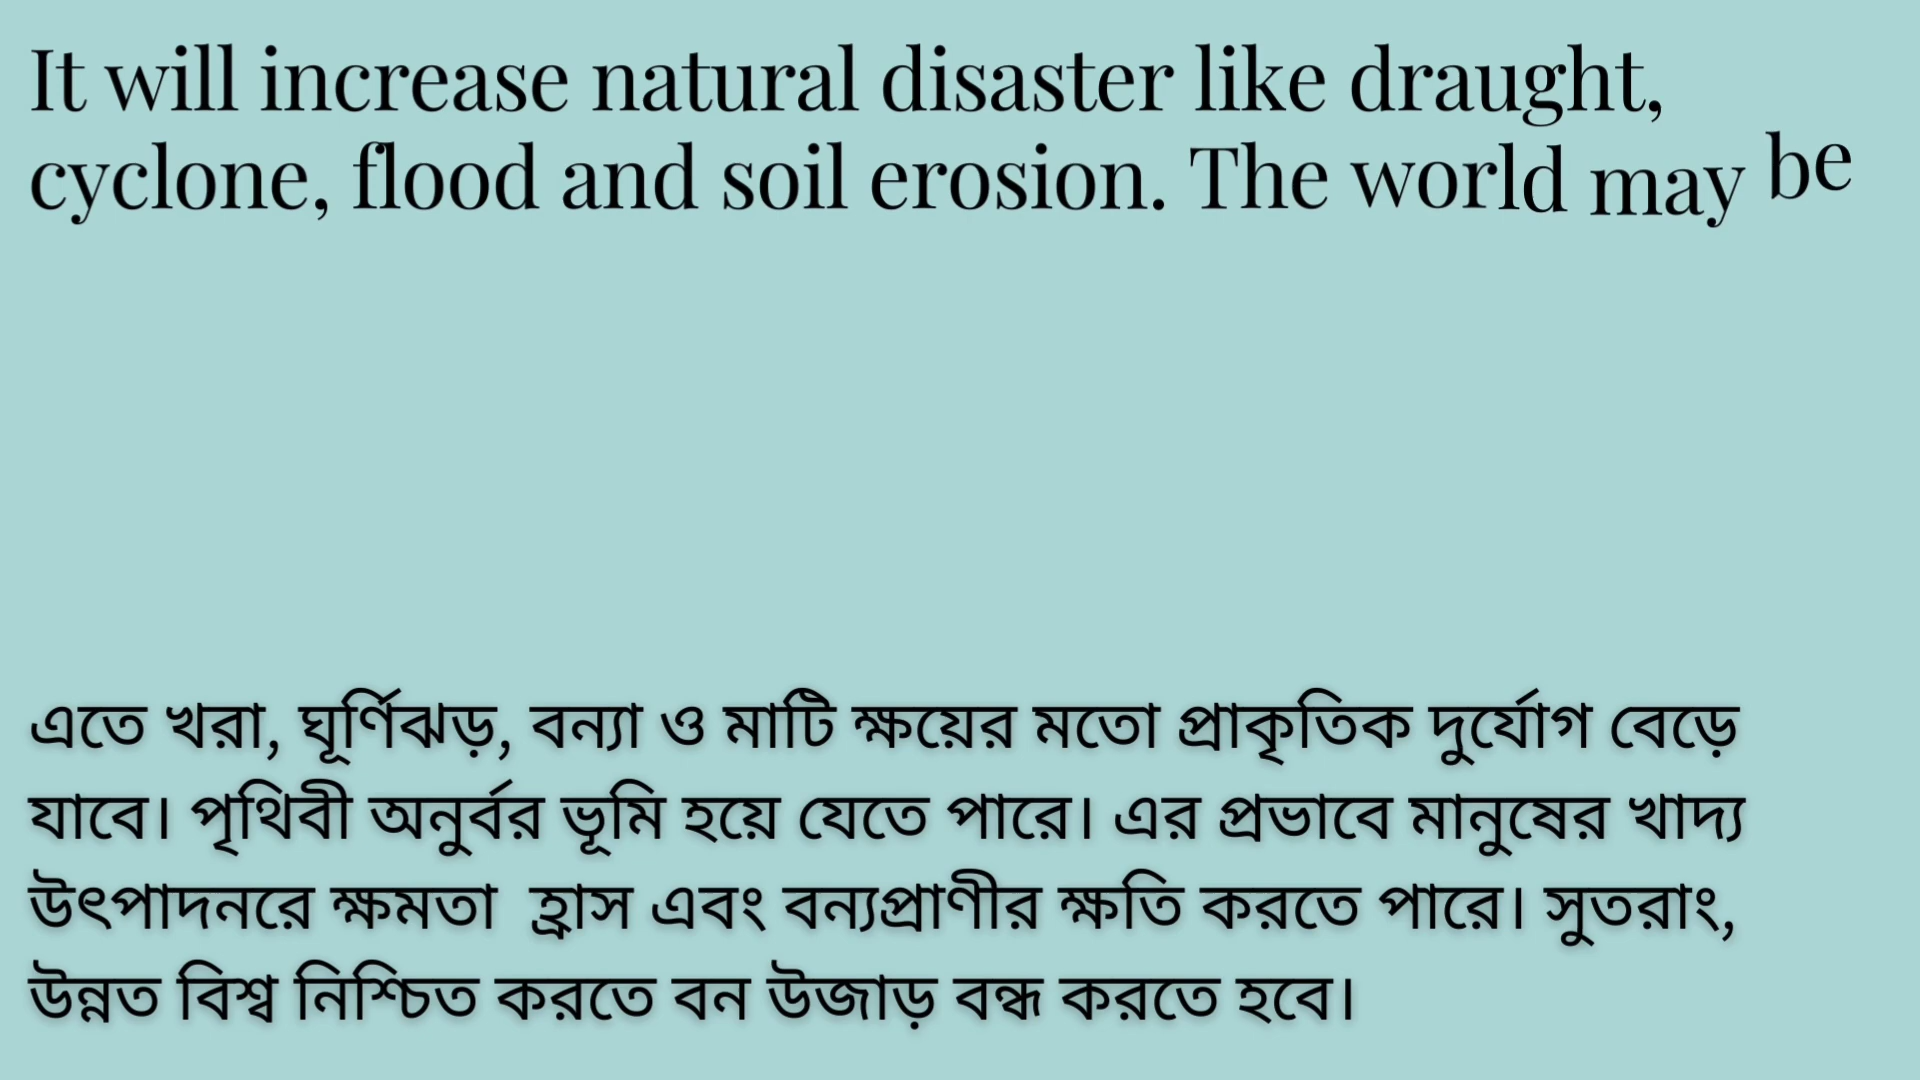 It will increase natural disaster like draught,
cyclone, flood and soil erosion. The world may be
এতে খরা, ঘূর্ণিঝড়, বন্যা ও মাটি ক্ষয়ের মতো প্রাকৃতিক দুর্যোগ বেড়ে
যাবে। পৃথিবী অনুর্বর ভূমি হয়ে যেতে পারে। এর প্রভাবে মানুষের খাদ্য
উৎপাদনরে ক্ষমতা হ্রাস এবং বন্যপ্রাণীর ক্ষতি করতে পারে। সুতরাং,
উন্নত বিশ্ব নিশ্চিত করতে বন উজাড় বন্ধ করতে হবে।